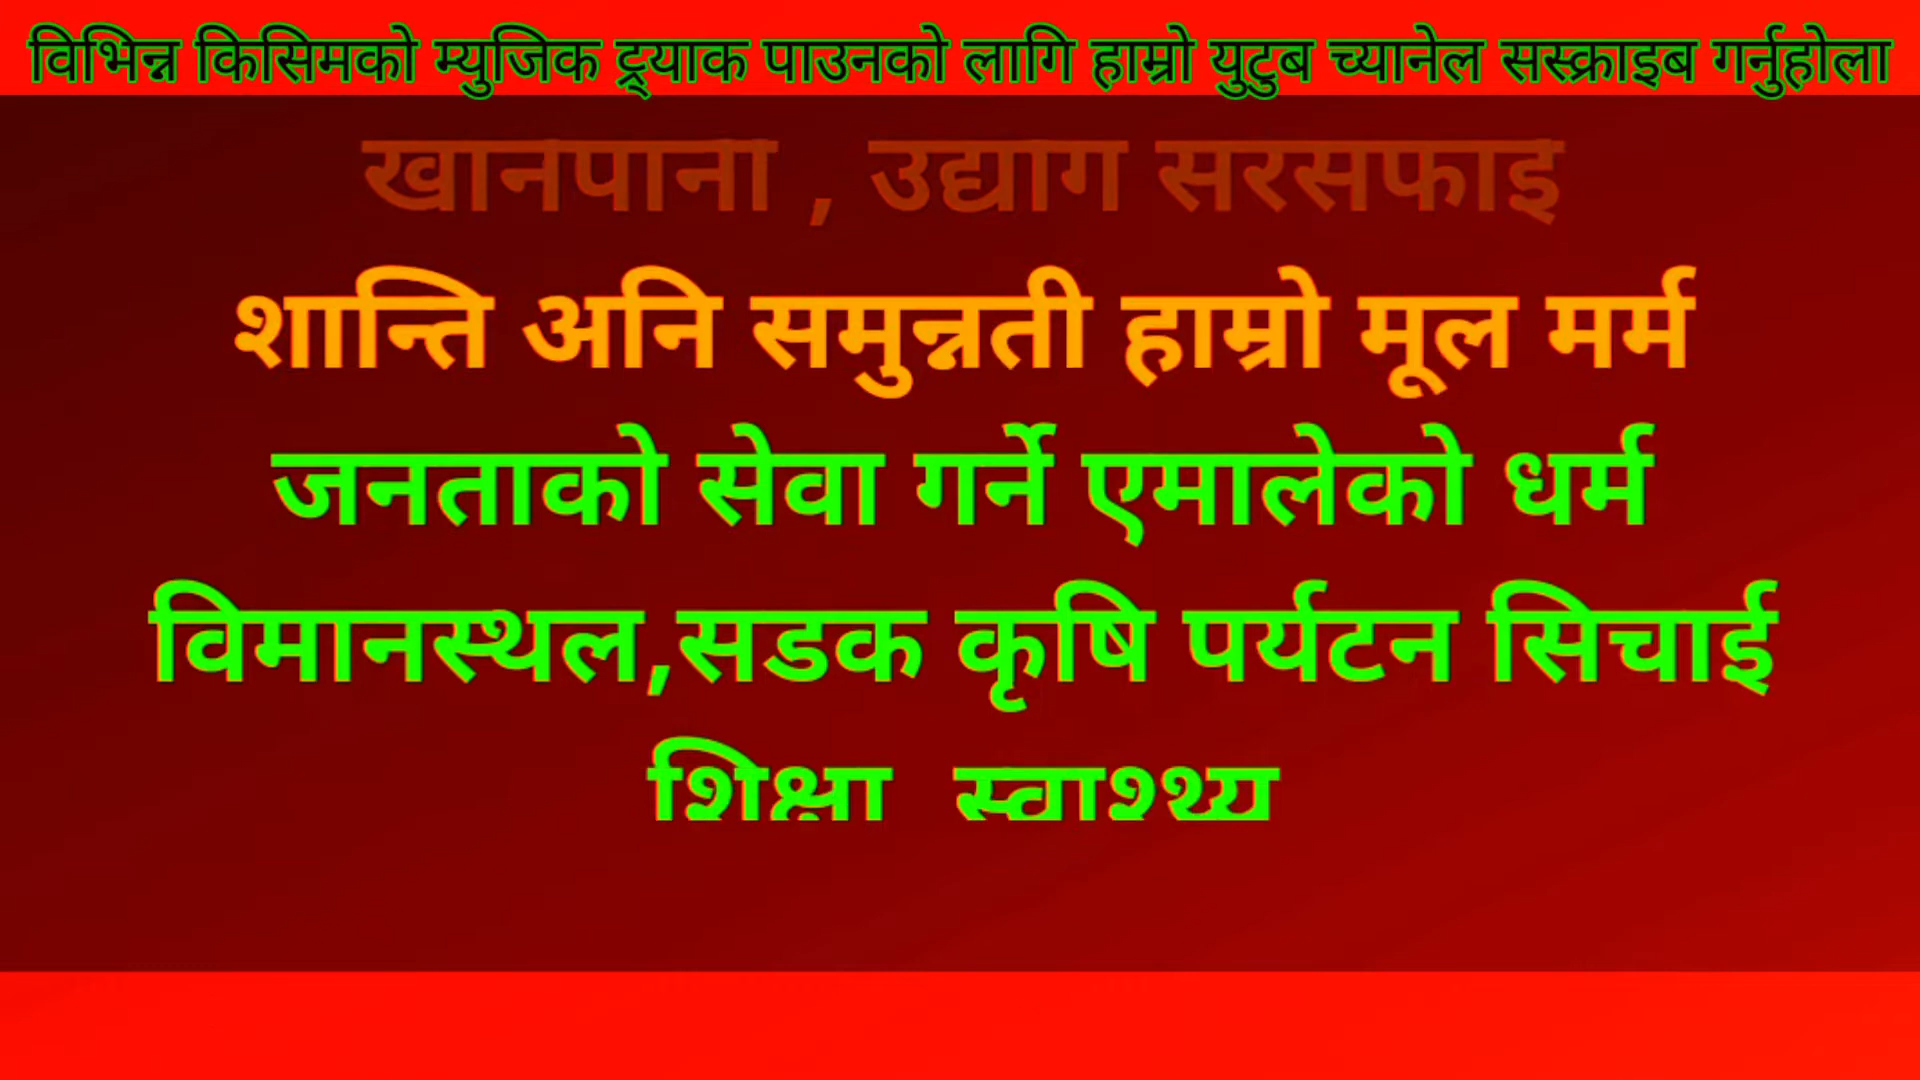 विभिन्न किसिमको म्युजिक ट्र्याक पाउनको लागि हाम्रो युटुब च्यानेल सस्क्राइब गर्नुहोला
खानपाना , उद्याग सरसफाइ
शान्ति अनि समुन्नती हाम्रो मूल मर्म
जनताको सेवा गर्ने एमालेको धर्म
विमानस्थल,सडक कृषि पर्यटन सिचाई
शिक्षा स्वाश्थ्य